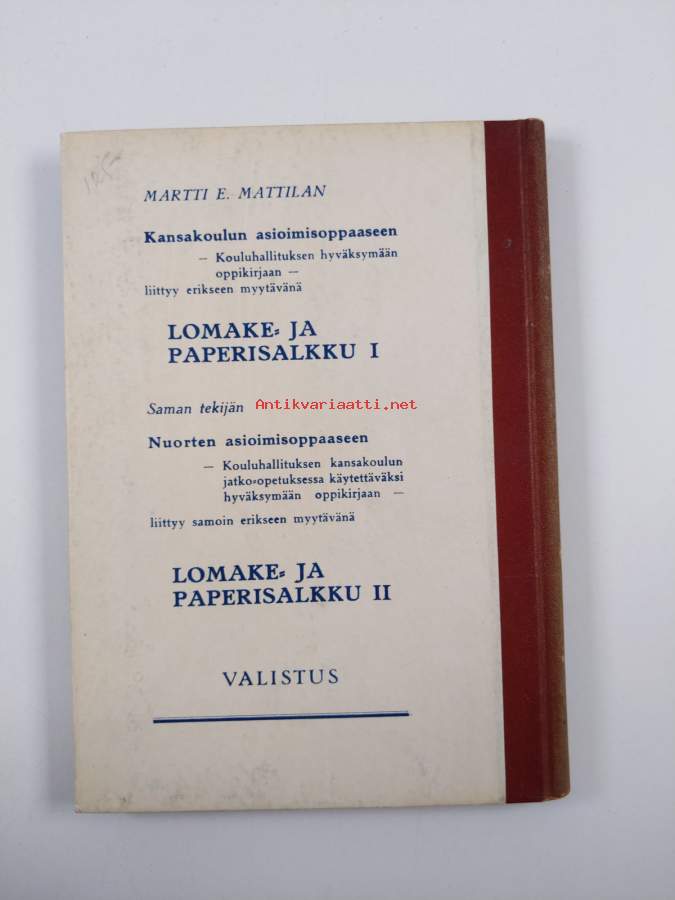 MARTTI E. MATTILAN
Kansakoulun asioimisoppaaseen
— Kouluhallituksen hyväksymään
oppikirjaan —
liittyy erikseen myytävänä
LOMAKE- JA
PAPERISALKKU I
Saman tekijän
Antikvariaatti.net
Nuorten asioimisoppaaseen
— Kouluhallituksen kansakoulun
jatko-opetuksessa käytettäväksi
hyväksymään oppikirjaan —
liittyy samoin erikseen myytävänä
LOMAKE- JA
PAPERISALKKU II
VALISTUS